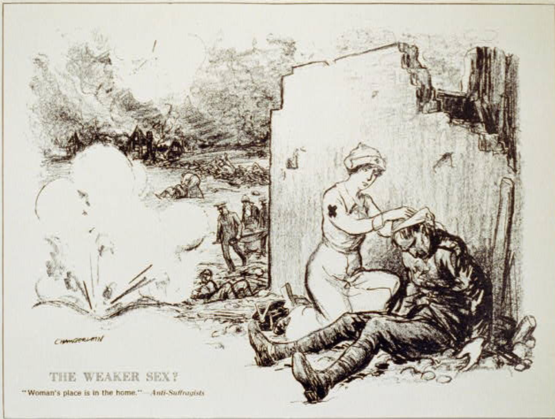 CHAMBERLAIN
THE WEAKER SEX?
"Woman's place is in the home."—Anti-Suffragists